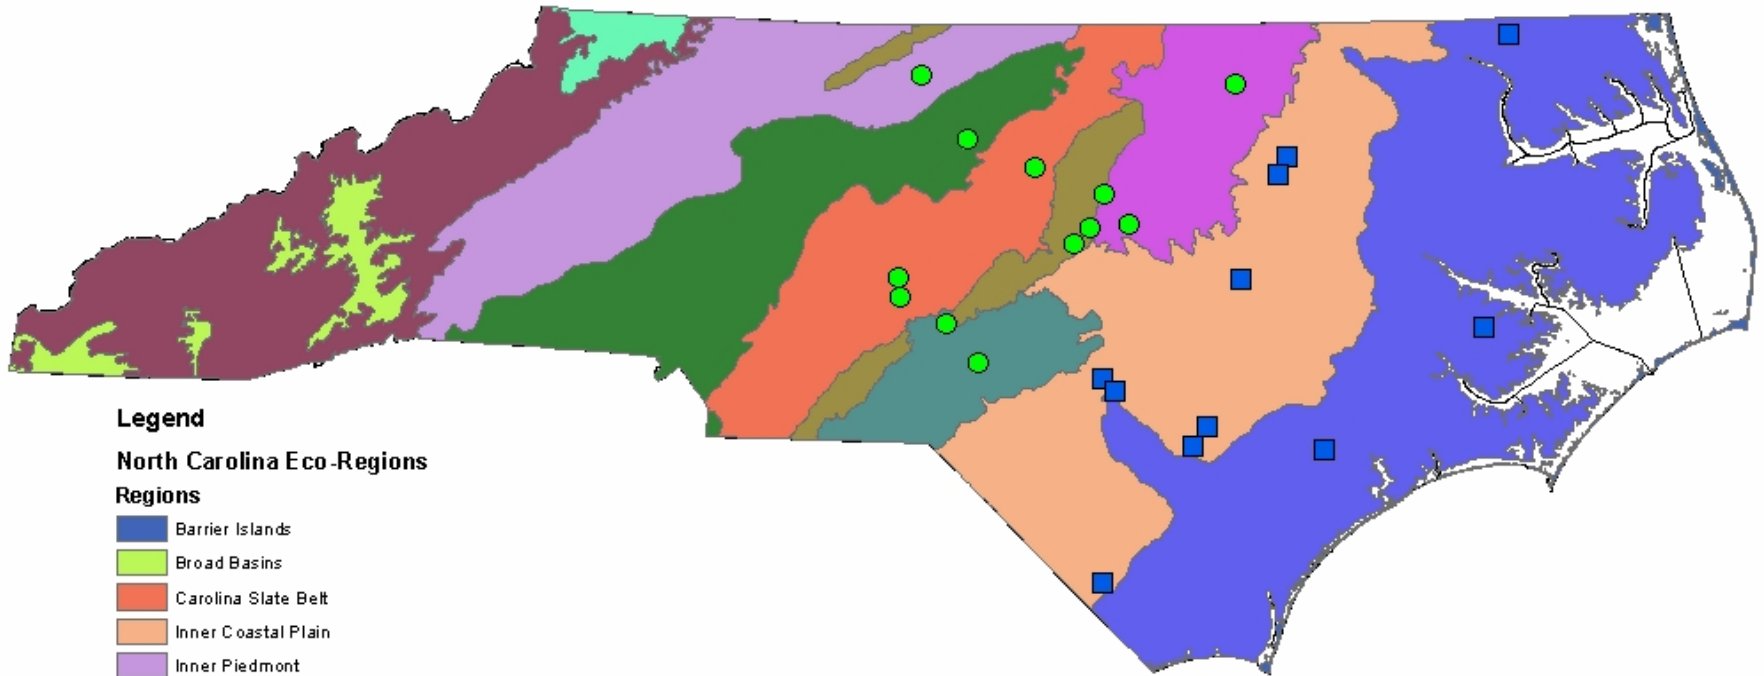 Legend
North Carolina Eco-Regions
Regions
Barrier Islands
Broad Basins
Carolina Slate Belt
Inner Coastal Plain
Inner Piedmont